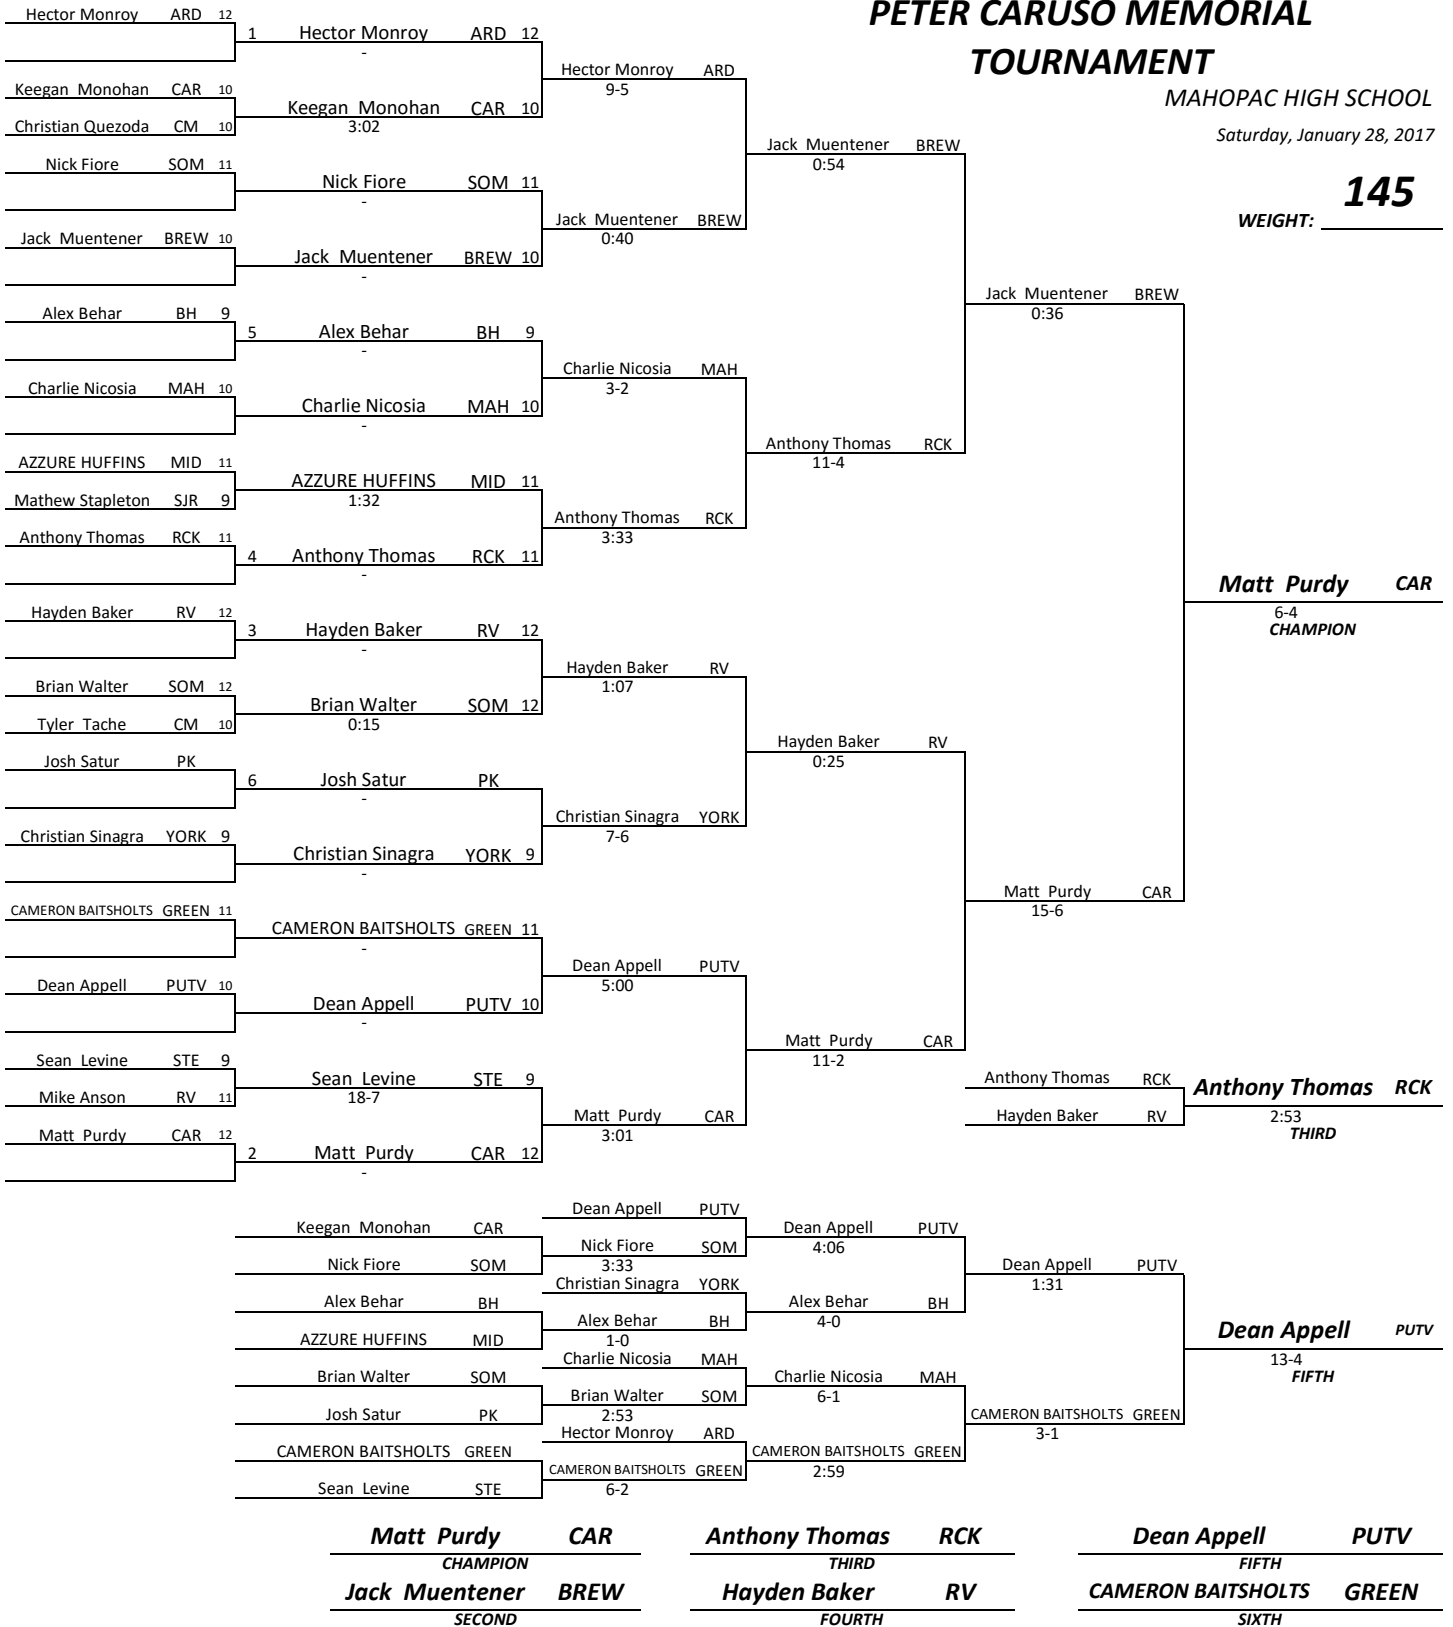 PETER CARUSO MEMORIAL
TOURNAMENT
MAHOPAC HIGH SCHOOL
Saturday, January 28, 2017
WEIGHT: 145
Hector Monroy ARD 12
Keegan Monohan CAR 10
Christian Quezoda CM 10
Nick Fiore SOM 11
Jack Muentener BREW 10
Alex Behar BH 9
Charlie Nicosia MAH 10
AZZURE HUFFINS MID 11
Mathew Stapleton SJR 9
Anthony Thomas RCK 11
Hayden Baker RV 12
Brian Walter SOM 12
Tyler Tache CM 10
Josh Satur PK
Christian Sinagra YORK 9
CAMERON BAITSHOLTS GREEN 11
Dean Appell PUTV 10
Sean Levine STE 9
Mike Anson RV 11
Matt Purdy CAR 12
1 Hector Monroy ARD 12
-
Keegan Monohan CAR 10
3:02
Nick Fiore SOM 11
-
Jack Muentener BREW 10
-
5 Alex Behar BH 9
-
Charlie Nicosia MAH 10
-
AZZURE HUFFINS MID 11
1:32
4 Anthony Thomas RCK 11
-
3 Hayden Baker RV 12
-
Brian Walter SOM 12
0:15
6 Josh Satur PK
-
Christian Sinagra YORK 9
-
CAMERON BAITSHOLTS GREEN 11
-
Dean Appell PUTV 10
-
Sean Levine STE 9
18-7
2 Matt Purdy CAR 12
-
Hector Monroy ARD
9-5
Jack Muentener BREW
0:40
Charlie Nicosia MAH
3-2
Anthony Thomas RCK
3:33
Hayden Baker RV
1:07
Christian Sinagra YORK
7-6
Dean Appell PUTV
5:00
Matt Purdy CAR
3:01
Jack Muentener BREW
0:54
Anthony Thomas RCK
11-4
Hayden Baker RV
0:25
Matt Purdy CAR
11-2
Jack Muentener BREW
0:36
Matt Purdy CAR
15-6
Matt Purdy CAR
6-4
CHAMPION
Anthony Thomas RCK
Hayden Baker RV
Anthony Thomas RCK
2:53
THIRD
Keegan Monohan CAR
Nick Fiore SOM
Alex Behar BH
AZZURE HUFFINS MID
Brian Walter SOM
Josh Satur PK
CAMERON BAITSHOLTS GREEN
Sean Levine STE
Dean Appell PUTV
Nick Fiore SOM
3:33
Christian Sinagra YORK
Alex Behar BH
1-0
Charlie Nicosia MAH
Brian Walter SOM
2:53
Hector Monroy ARD
CAMERON BAITSHOLTS GREEN
6-2
Dean Appell PUTV
4:06
Alex Behar BH
4-0
Charlie Nicosia MAH
6-1
CAMERON BAITSHOLTS GREEN
2:59
Dean Appell PUTV
1:31
CAMERON BAITSHOLTS GREEN
3-1
Dean Appell PUTV
13-4
FIFTH
Matt Purdy CAR
CHAMPION
Anthony Thomas RCK
THIRD
Dean Appell PUTV
FIFTH
Jack Muentener BREW
SECOND
Hayden Baker RV
FOURTH
CAMERON BAITSHOLTS GREEN
SIXTH